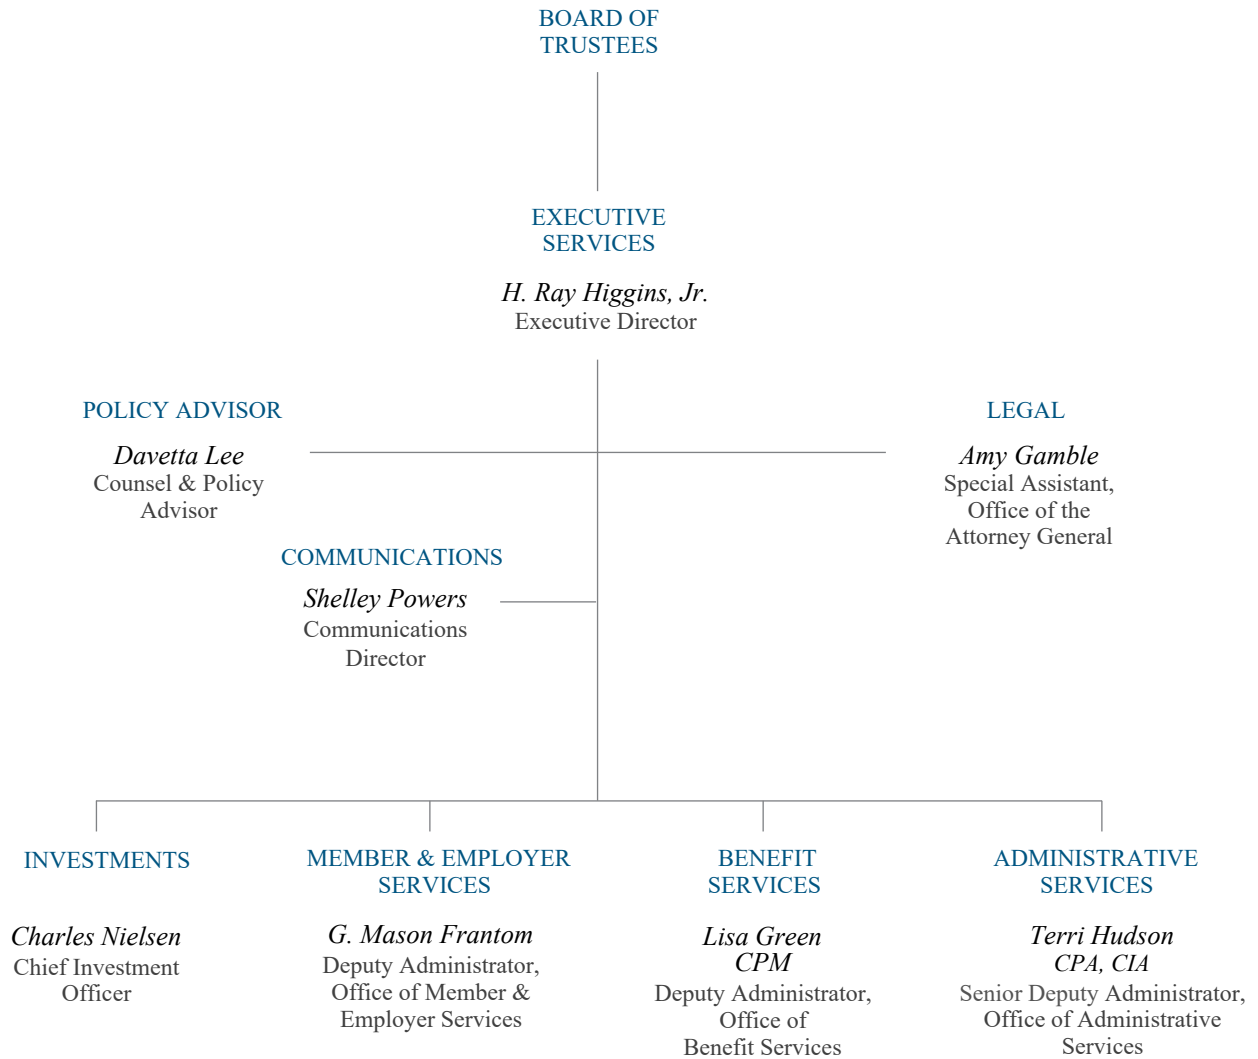 BOARD OF
TRUSTEES
EXECUTIVE
SERVICES
H. Ray Higgins, Jr.
Executive Director
POLICY ADVISOR
Davetta Lee
Counsel & Policy
Advisor
LEGAL
Amy Gamble
Special Assistant,
Office of the
Attorney General
COMMUNICATIONS
Shelley Powers
Communications
Director
INVESTMENTS
Charles Nielsen
Chief Investment
Officer
MEMBER & EMPLOYER
SERVICES
G. Mason Frantom
Deputy Administrator,
Office of Member &
Employer Services
BENEFIT
SERVICES
Lisa Green
CPM
Deputy Administrator,
Office of
Benefit Services
ADMINISTRATIVE
SERVICES
Terri Hudson
CPA, CIA
Senior Deputy Administrator,
Office of Administrative
Services